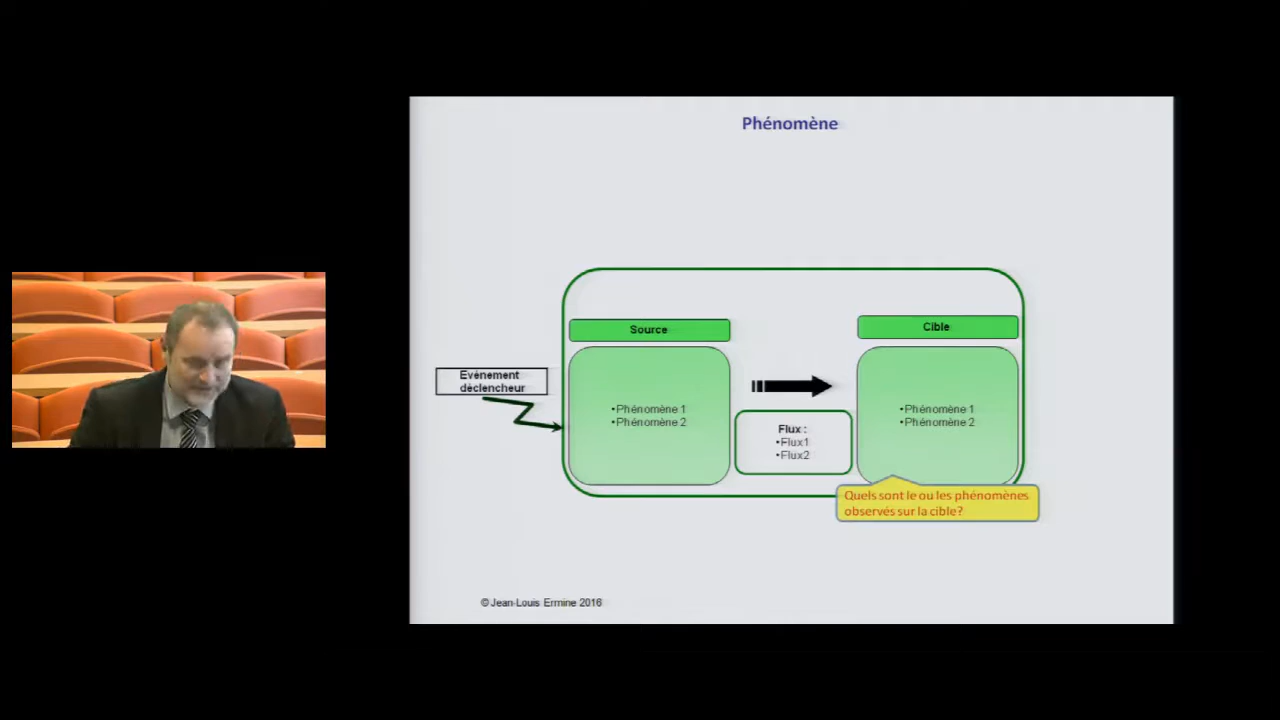 Phénomène
Source
Cible
Evénement
déclencheur
•Phénomène 1
•Phénomène 2
Flux :
•Flux1
•Flux2
•Phénomène 1
•Phénomène 2
Quels sont le ou les phénomènes
observés sur la cible?
© Jean-Louis Ermine 2016